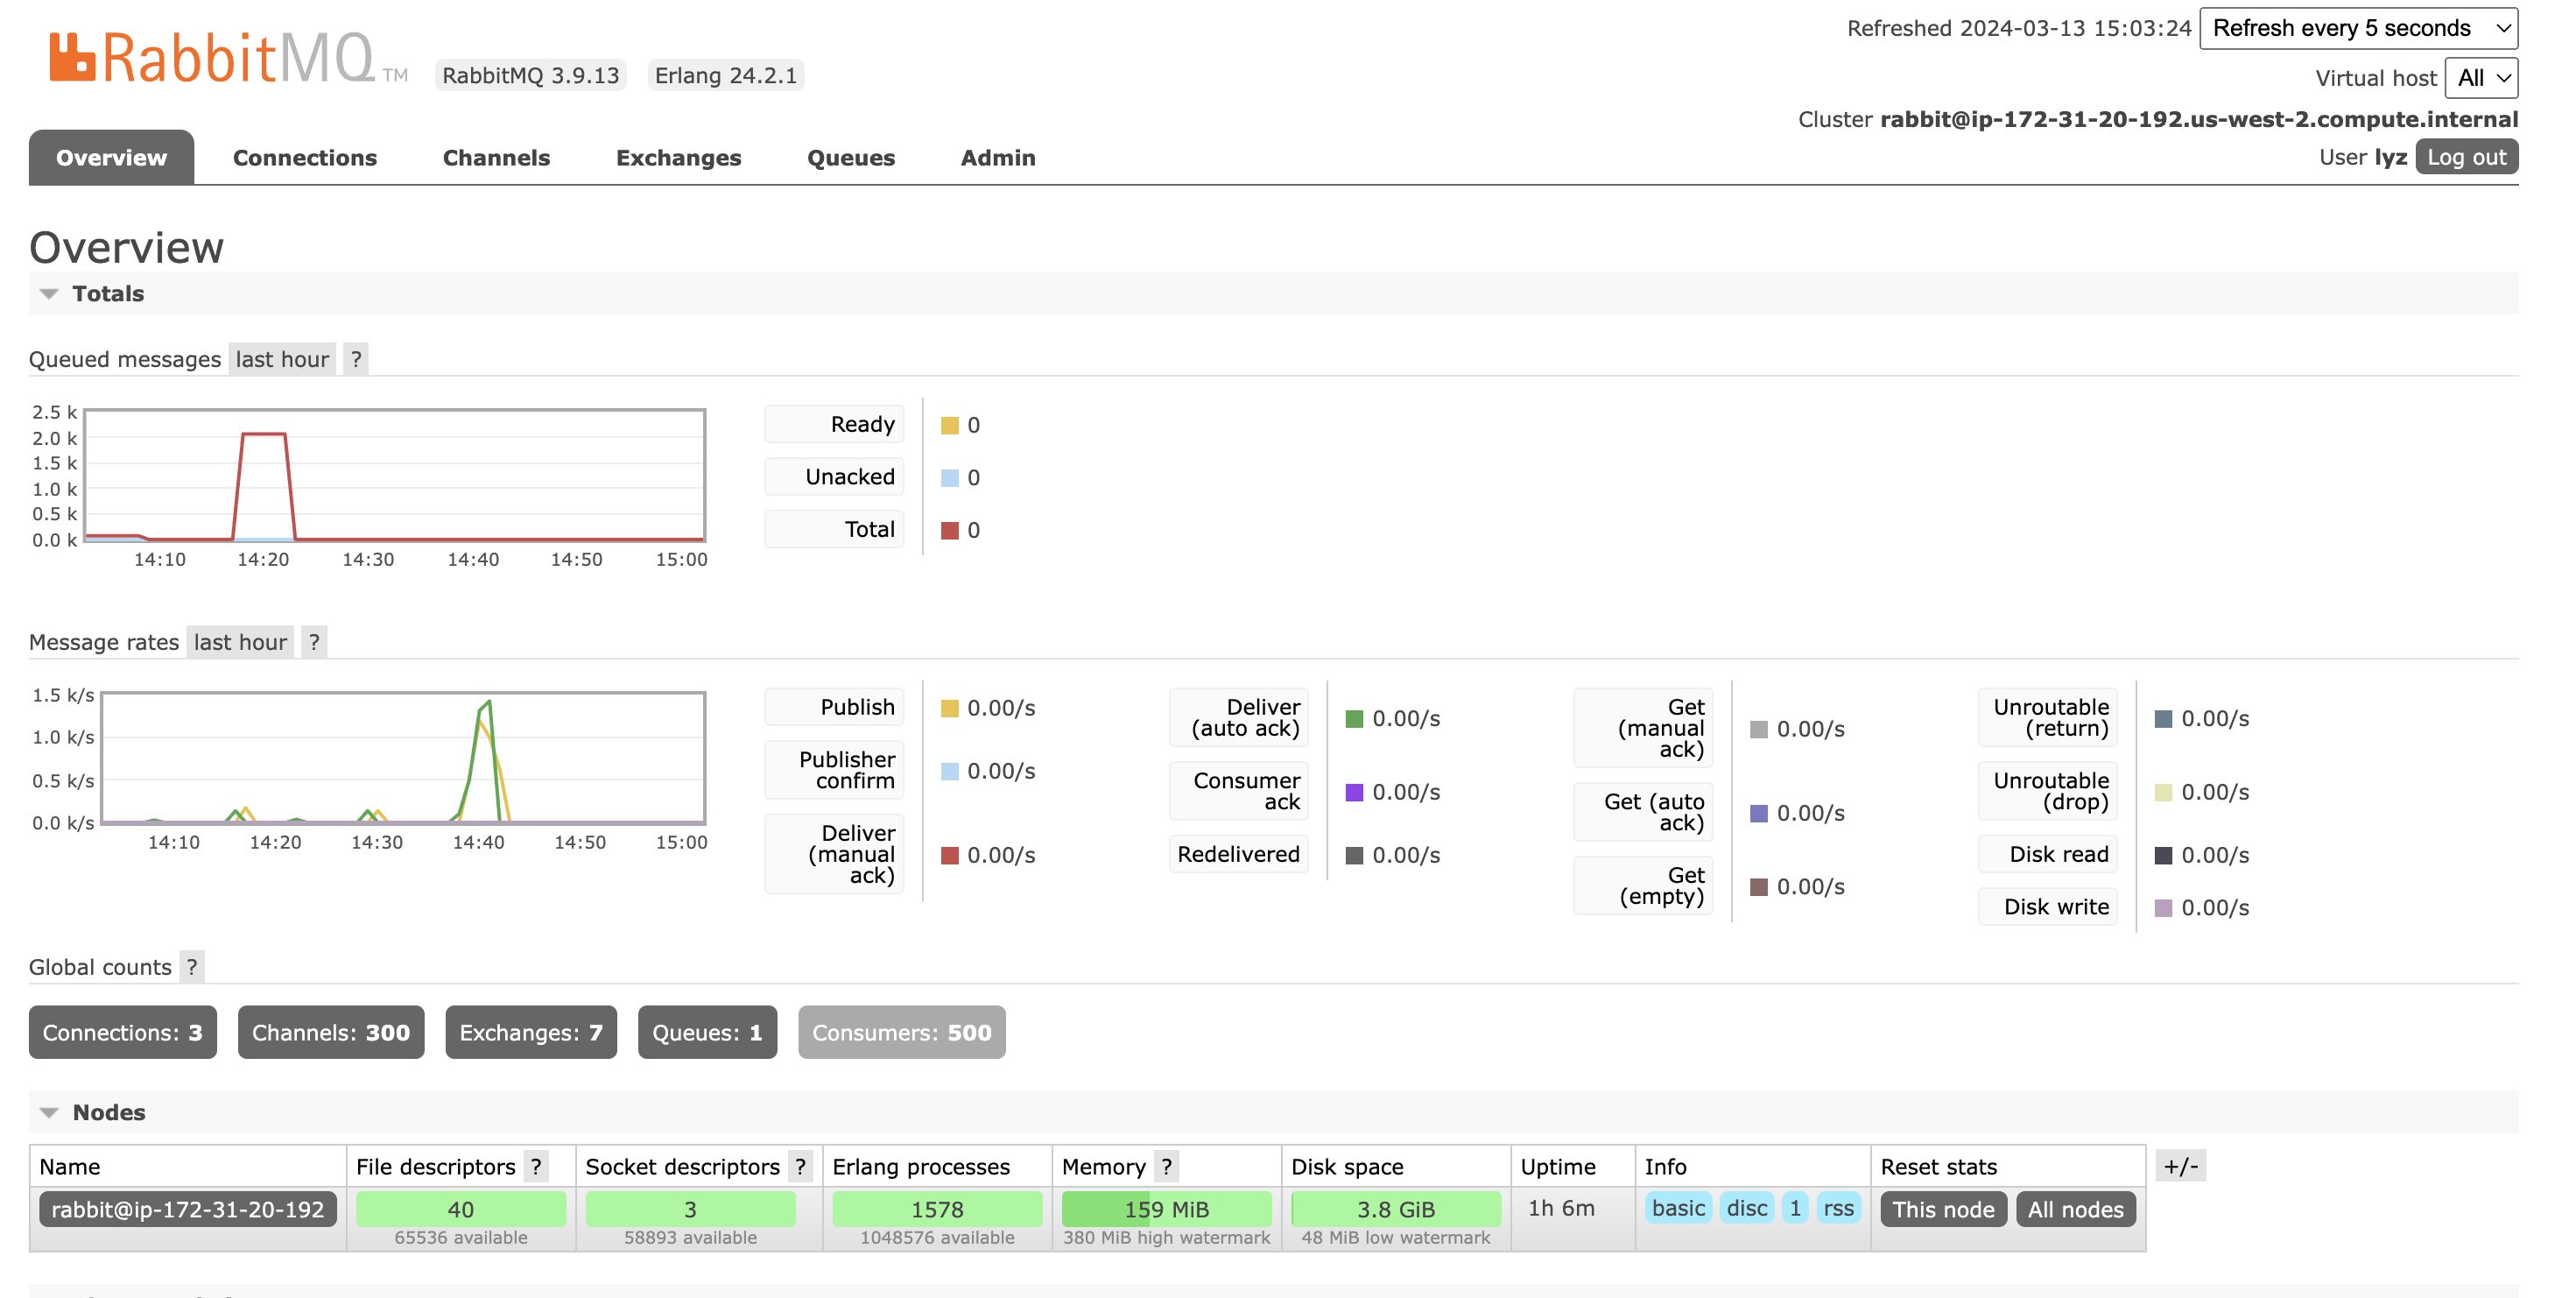 Refreshed 2024-03-13 15:03:24 Refresh every 5 seconds
RabbitMQ TM RabbitMQ 3.9.13 Erlang 24.2.1
Virtual host All
Cluster rabbit@ip-172-31-20-192.us-west-2.compute.internal
User lyz Log out
Overview Connections Channels Exchanges Queues Admin
Overview
Totals
Queued messages last hour ?
2.5 k
2.0 k
1.5 k
1.0 k
0.5 k
0.0 k
14:10 14:20 14:30 14:40 14:50 15:00
Ready 0
Unacked 0
Total 0
Message rates last hour ?
1.5 k/s
1.0 k/s
0.5 k/s
0.0 k/s
14:10 14:20 14:30 14:40 14:50 15:00
Publish 0.00/s
Publisher
confirm 0.00/s
Deliver
(manual
ack) 0.00/s
Deliver
(auto ack) 0.00/s
Consumer
ack 0.00/s
Redelivered 0.00/s
Get
(manual
ack) 0.00/s
Get (auto
ack) 0.00/s
Get
(empty) 0.00/s
Unroutable
(return) 0.00/s
Unroutable
(drop) 0.00/s
Disk read 0.00/s
Disk write 0.00/s
Global counts ?
Connections: 3 Channels: 300 Exchanges: 7 Queues: 1 Consumers: 500
Nodes
Name File descriptors ? Socket descriptors ? Erlang processes Memory ? Disk space Uptime Info Reset stats +/-
rabbit@ip-172-31-20-192 40 3 1578 159 MiB 3.8 GiB 1h 6m basic disc 1 rss This node All nodes
65536 available 58893 available 1048576 available 380 MiB high watermark 48 MiB low watermark